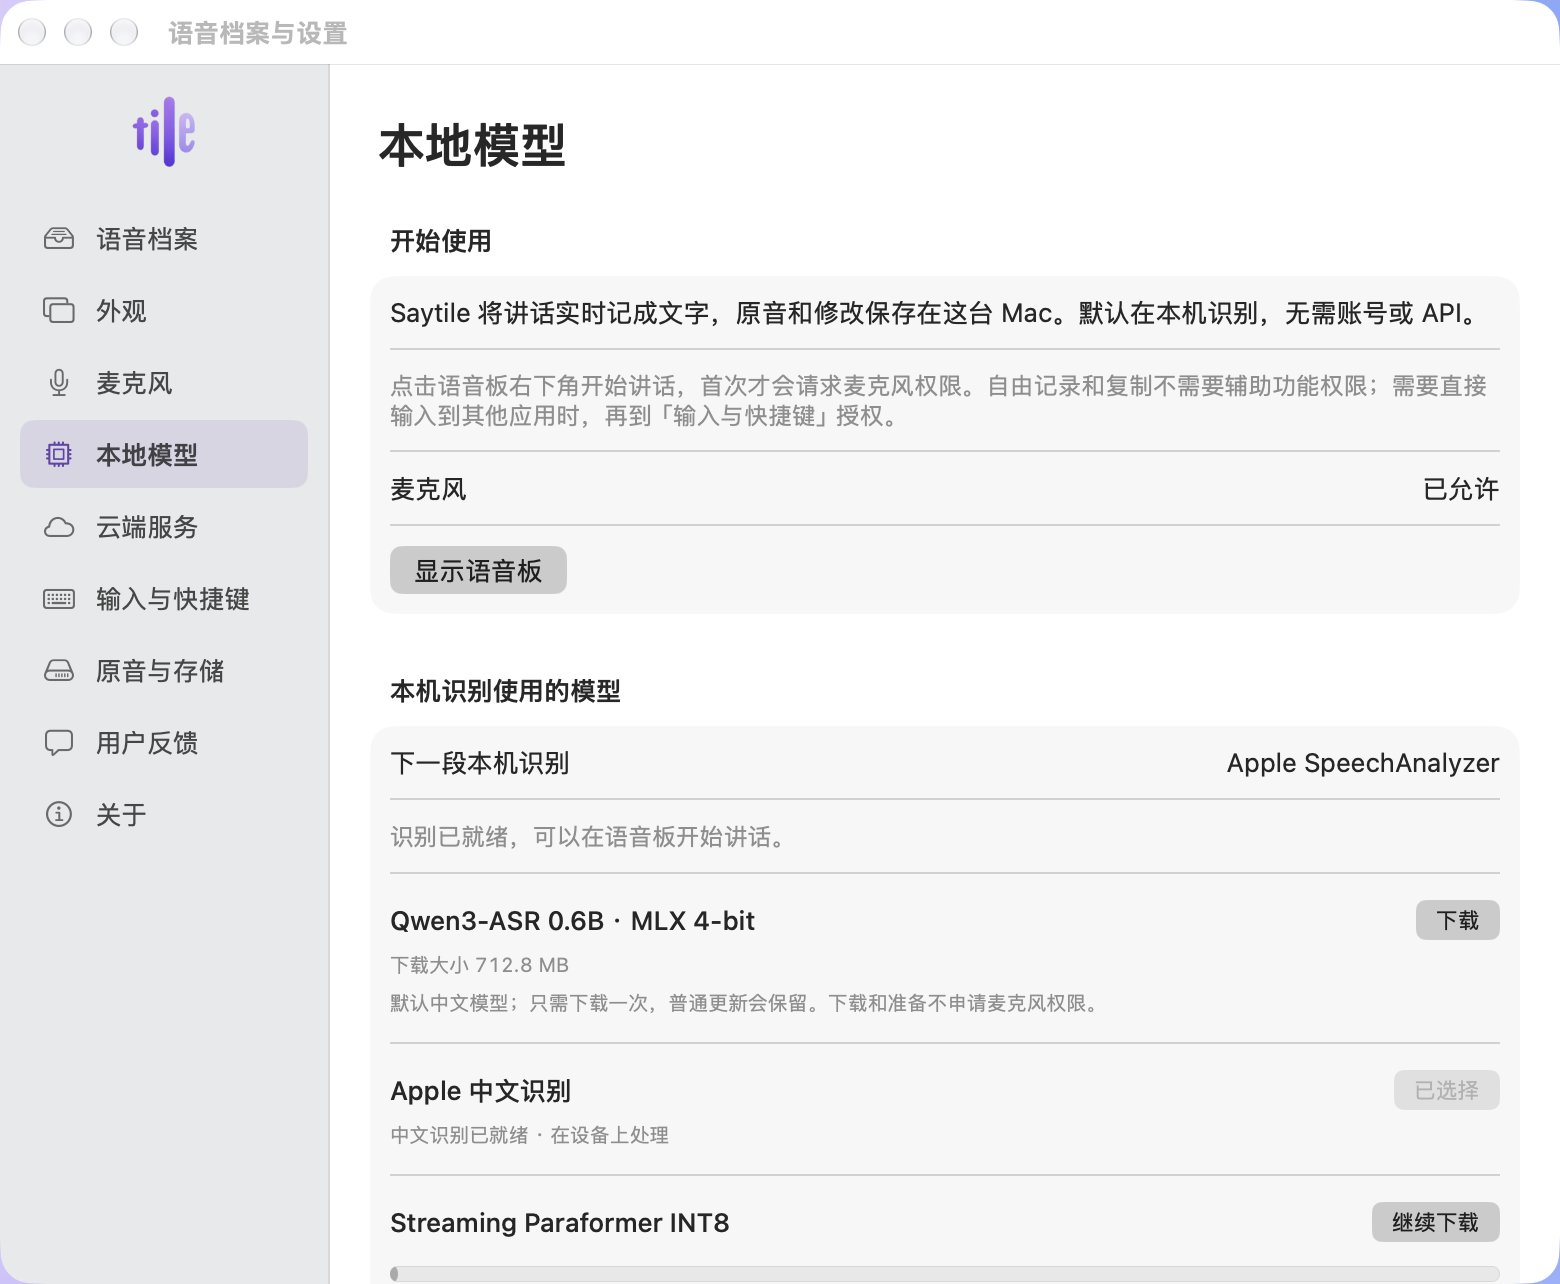 语音档案与设置
tile
语音档案
外观
麦克风
本地模型
云端服务
输入与快捷键
原音与存储
用户反馈
关于
本地模型
开始使用
Saytile 将讲话实时记成文字，原音和修改保存在这台 Mac。默认在本机识别，无需账号或 API。
点击语音板右下角开始讲话，首次才会请求麦克风权限。自由记录和复制不需要辅助功能权限；需要直接
输入到其他应用时，再到「输入与快捷键」授权。
麦克风 已允许
显示语音板
本机识别使用的模型
下一段本机识别 Apple SpeechAnalyzer
识别已就绪，可以在语音板开始讲话。
Qwen3-ASR 0.6B · MLX 4-bit 下载
下载大小 712.8 MB
默认中文模型；只需下载一次，普通更新会保留。下载和准备不申请麦克风权限。
Apple 中文识别 已选择
中文识别已就绪 · 在设备上处理
Streaming Paraformer INT8 继续下载